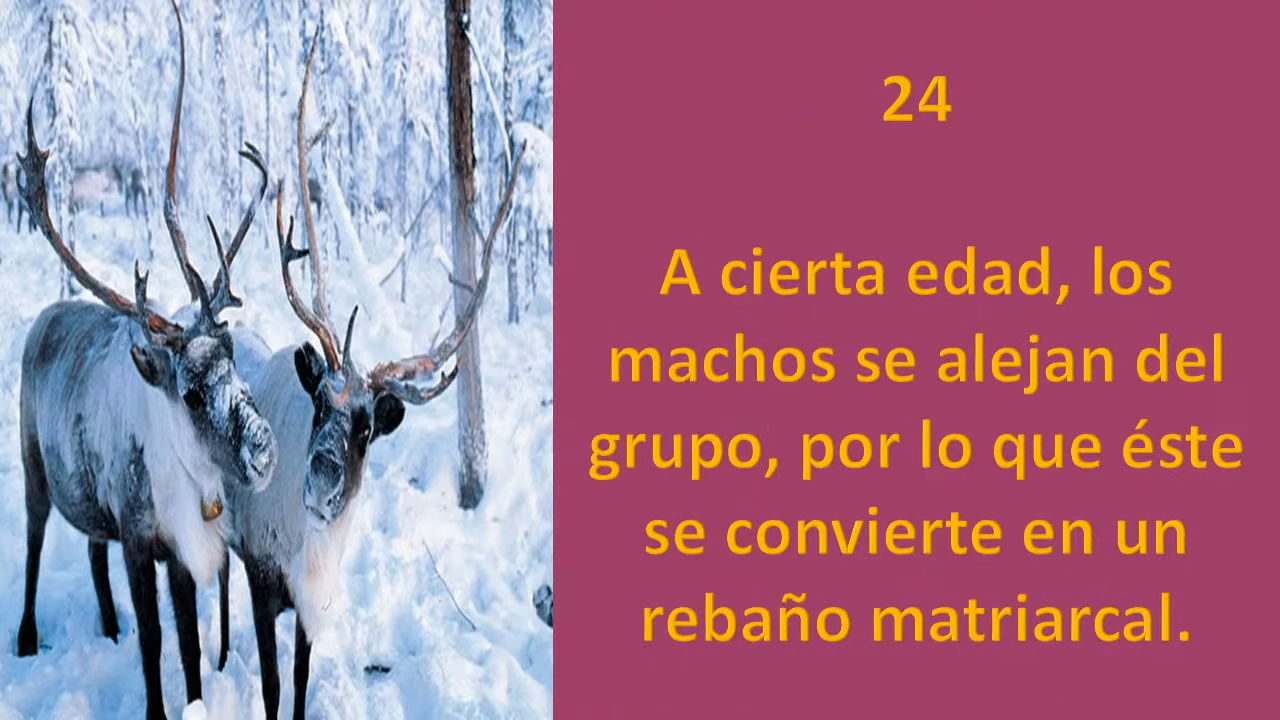 24
A cierta edad, los
machos se alejan del
grupo, por lo que éste
se convierte en un
rebaño matriarcal.